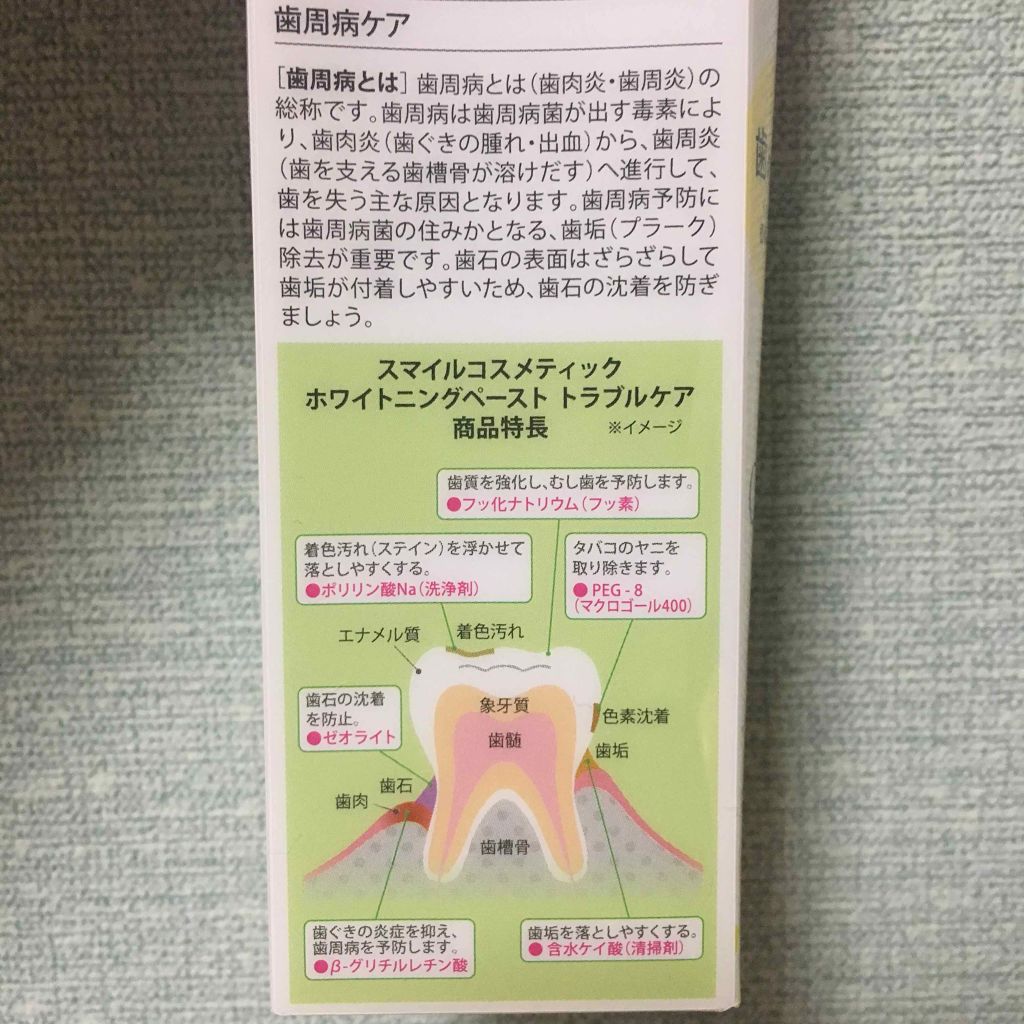 歯周病ケア
[歯周病とは] 歯周病とは(歯肉炎・歯周炎)の
総称です。歯周病は歯周病菌が出す毒素によ
り、歯肉炎(歯ぐきの腫れ・出血)から、歯周炎
(歯を支える歯槽骨が溶けだす)へ進行して、
歯を失う主な原因となります。歯周病予防に
は歯周病菌の住みかとなる、歯垢(プラーク)
除去が重要です。歯石の表面はざらざらして
歯垢が付着しやすいため、歯石の沈着を防ぎ
ましょう。
スマイルコスメティック
ホワイトニングペースト トラブルケア
商品特長
※イメージ
歯質を強化し、むし歯を予防します。
●フッ化ナトリウム(フッ素)
着色汚れ(ステイン)を浮かせて
落としやすくする。
●ポリリン酸Na(洗浄剤)
タバコのヤニを
取り除きます。
●PEG-8
(マクロゴール400)
エナメル質
着色汚れ
歯石の沈着
を防止。
●ゼオライト
象牙質
色素沈着
歯髄
歯垢
歯石
歯肉
歯槽骨
歯ぐきの炎症を抑え、
歯周病を予防します。
●β-グリチルレチン酸
歯垢を落としやすくする。
●含水ケイ酸(清掃剤)